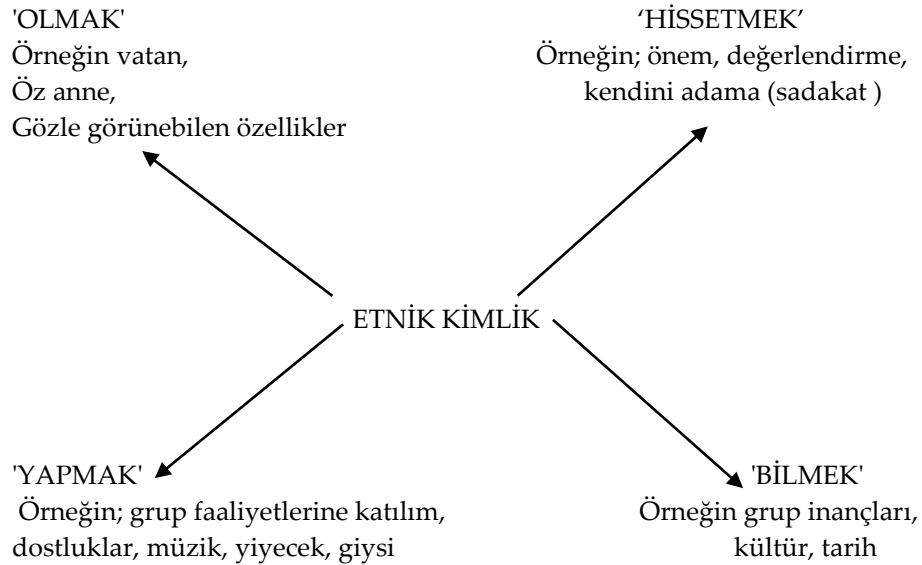 'OLMAK'
Örneğin vatan,
Öz anne,
Gözle görünebilen özellikler
‘HİSSETMEK’
Örneğin; önem, değerlendirme,
kendini adama (sadakat )
ETNİK KİMLİK
'YAPMAK'
Örneğin; grup faaliyetlerine katılım,
dostluklar, müzik, yiyecek, giysi
'BİLMEK'
Örneğin grup inançları,
kültür, tarih